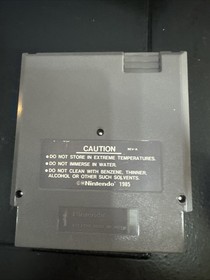 CAUTION
•DO NOT STORE IN EXTREME TEMPERATURES.
•DO NOT IMMERSE IN WATER.
•DO NOT CLEAN WITH BENZENE, THINNER,
ALCOHOL OR OTHER SUCH SOLVENTS.
©Nintendo® 1985